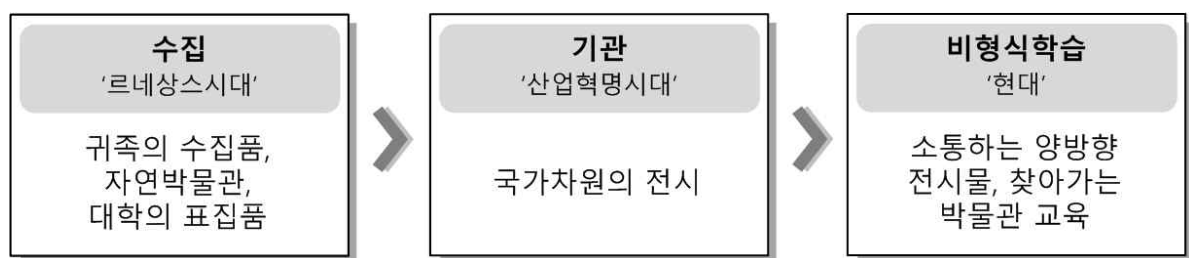 수집
‘르네상스시대’
귀족의 수집품,
자연박물관,
대학의 표집품
기관
‘산업혁명시대’
국가차원의 전시
비형식학습
‘현대’
소통하는 양방향
전시물, 찾아가는
박물관 교육